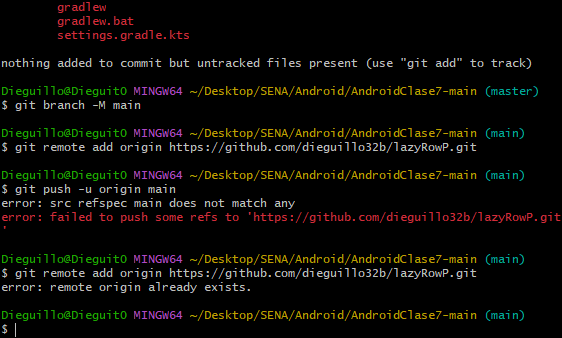 gradlew
gradlew.bat
settings.gradle.kts
nothing added to commit but untracked files present (use "git add" to track)
Dieguillo@DieguitO MINGW64 ~/Desktop/SENA/Android/AndroidClase7-main (master)
$ git branch -M main
Dieguillo@DieguitO MINGW64 ~/Desktop/SENA/Android/AndroidClase7-main (main)
$ git remote add origin https://github.com/dieguillo32b/lazyRowP.git
Dieguillo@DieguitO MINGW64 ~/Desktop/SENA/Android/AndroidClase7-main (main)
$ git push -u origin main
error: src refspec main does not match any
error: failed to push some refs to 'https://github.com/dieguillo32b/lazyRowP.git
'
Dieguillo@DieguitO MINGW64 ~/Desktop/SENA/Android/AndroidClase7-main (main)
$ git remote add origin https://github.com/dieguillo32b/lazyRowP.git
error: remote origin already exists.
Dieguillo@DieguitO MINGW64 ~/Desktop/SENA/Android/AndroidClase7-main (main)
$